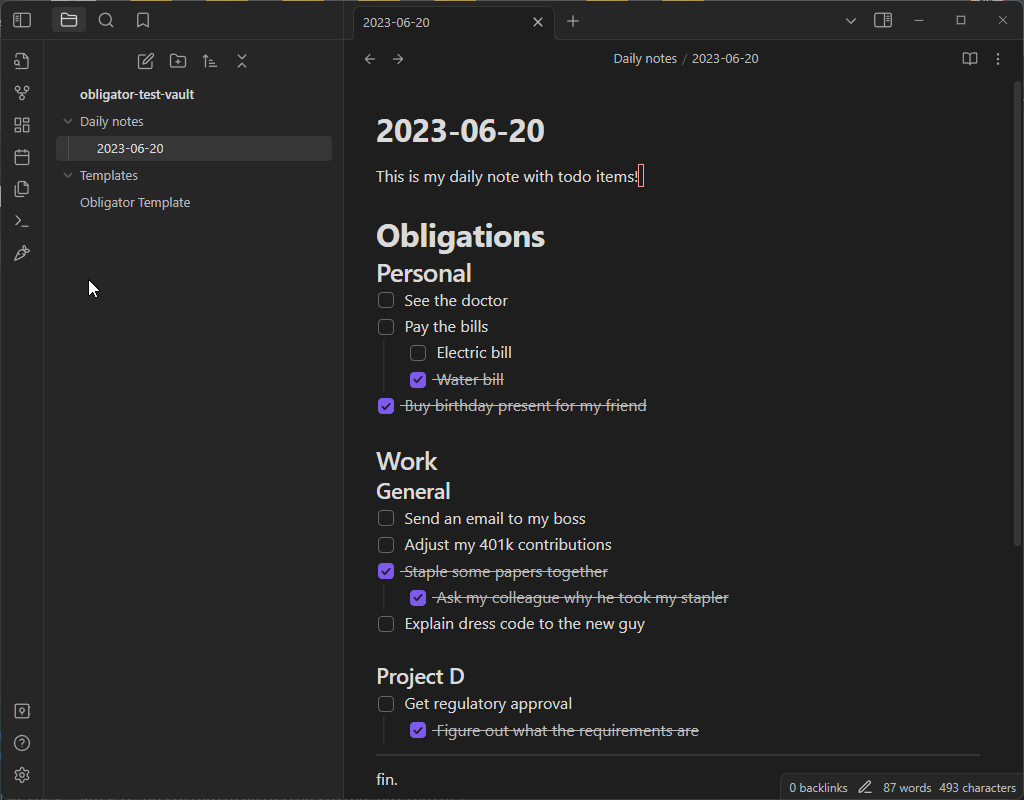 2023-06-20
obligator-test-vault
Daily notes
2023-06-20
Templates
Obligator Template
Daily notes / 2023-06-20
2023-06-20
This is my daily note with todo items!
Obligations
Personal
See the doctor
Pay the bills
Electric bill
Water bill
Buy birthday present for my friend
Work
General
Send an email to my boss
Adjust my 401k contributions
Staple some papers together
Ask my colleague why he took my stapler
Explain dress code to the new guy
Project D
Get regulatory approval
Figure out what the requirements are
fin.
0 backlinks 87 words 493 characters